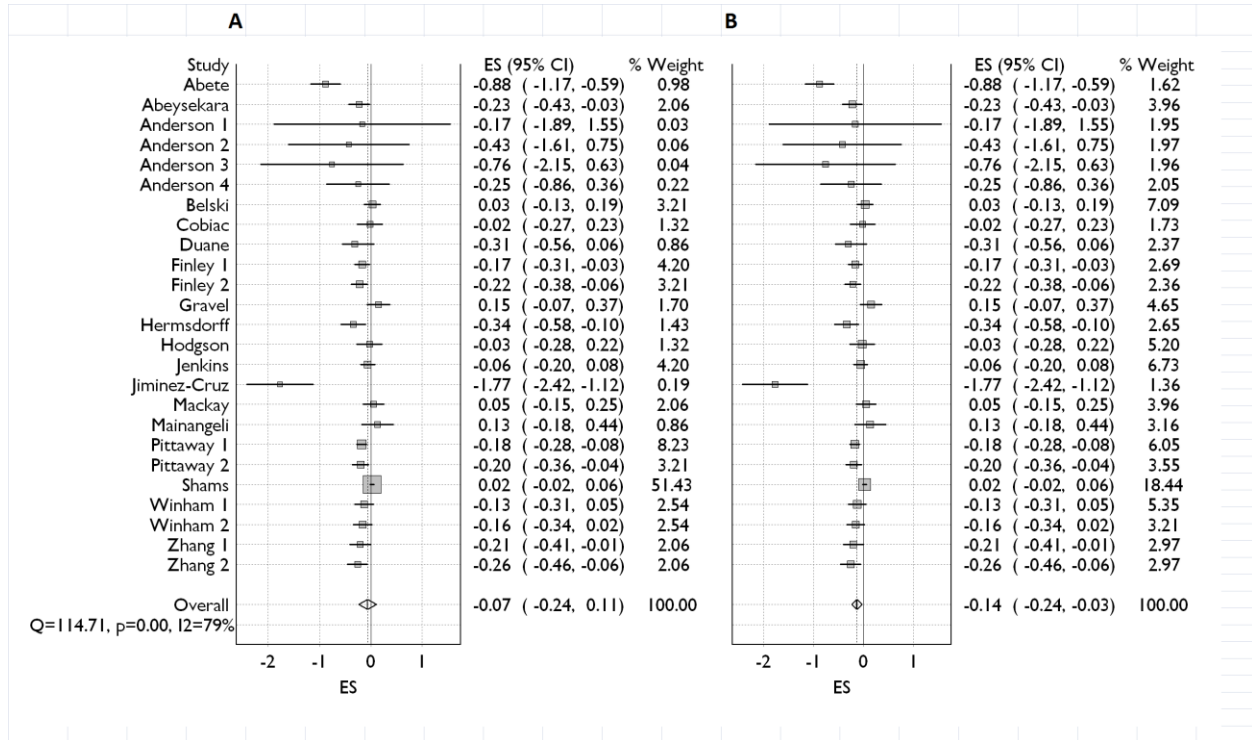 A B
Study ES (95% CI) % Weight ES (95% CI) % Weight
Abete -0.88 ( -1.17, -0.59) 0.98 -0.88 ( -1.17, -0.59) 1.62
Abeysekara -0.23 ( -0.43, -0.03) 2.06 -0.23 ( -0.43, -0.03) 3.96
Anderson 1 -0.17 ( -1.89, 1.55) 0.03 -0.17 ( -1.89, 1.55) 1.95
Anderson 2 -0.43 ( -1.61, 0.75) 0.06 -0.43 ( -1.61, 0.75) 1.97
Anderson 3 -0.76 ( -2.15, 0.63) 0.04 -0.76 ( -2.15, 0.63) 1.96
Anderson 4 -0.25 ( -0.86, 0.36) 0.22 -0.25 ( -0.86, 0.36) 2.05
Belski 0.03 ( -0.13, 0.19) 3.21 0.03 ( -0.13, 0.19) 7.09
Cobiac -0.02 ( -0.27, 0.23) 1.32 -0.02 ( -0.27, 0.23) 1.73
Duane -0.31 ( -0.56, 0.06) 0.86 -0.31 ( -0.56, 0.06) 2.37
Finley 1 -0.17 ( -0.31, -0.03) 4.20 -0.17 ( -0.31, -0.03) 2.69
Finley 2 -0.22 ( -0.38, -0.06) 3.21 -0.22 ( -0.38, -0.06) 2.36
Gravel 0.15 ( -0.07, 0.37) 1.70 0.15 ( -0.07, 0.37) 4.65
Hermsdorff -0.34 ( -0.58, -0.10) 1.43 -0.34 ( -0.58, -0.10) 2.65
Hodgson -0.03 ( -0.28, 0.22) 1.32 -0.03 ( -0.28, 0.22) 5.20
Jenkins -0.06 ( -0.20, 0.08) 4.20 -0.06 ( -0.20, 0.08) 6.73
Jiminez-Cruz -1.77 ( -2.42, -1.12) 0.19 -1.77 ( -2.42, -1.12) 1.36
Mackay 0.05 ( -0.15, 0.25) 2.06 0.05 ( -0.15, 0.25) 3.96
Mainangeli 0.13 ( -0.18, 0.44) 0.86 0.13 ( -0.18, 0.44) 3.16
Pittaway 1 -0.18 ( -0.28, -0.08) 8.23 -0.18 ( -0.28, -0.08) 6.05
Pittaway 2 -0.20 ( -0.36, -0.04) 3.21 -0.20 ( -0.36, -0.04) 3.55
Shams 0.02 ( -0.02, 0.06) 51.43 0.02 ( -0.02, 0.06) 18.44
Winham 1 -0.13 ( -0.31, 0.05) 2.54 -0.13 ( -0.31, 0.05) 5.35
Winham 2 -0.16 ( -0.34, 0.02) 2.54 -0.16 ( -0.34, 0.02) 3.21
Zhang 1 -0.21 ( -0.41, -0.01) 2.06 -0.21 ( -0.41, -0.01) 2.97
Zhang 2 -0.26 ( -0.46, -0.06) 2.06 -0.26 ( -0.46, -0.06) 2.97
Overall -0.07 ( -0.24, 0.11) 100.00 -0.14 ( -0.24, -0.03) 100.00
Q=114.71, p=0.00, I2=79%
-2 -1 0 1 -2 -1 0 1
ES ES